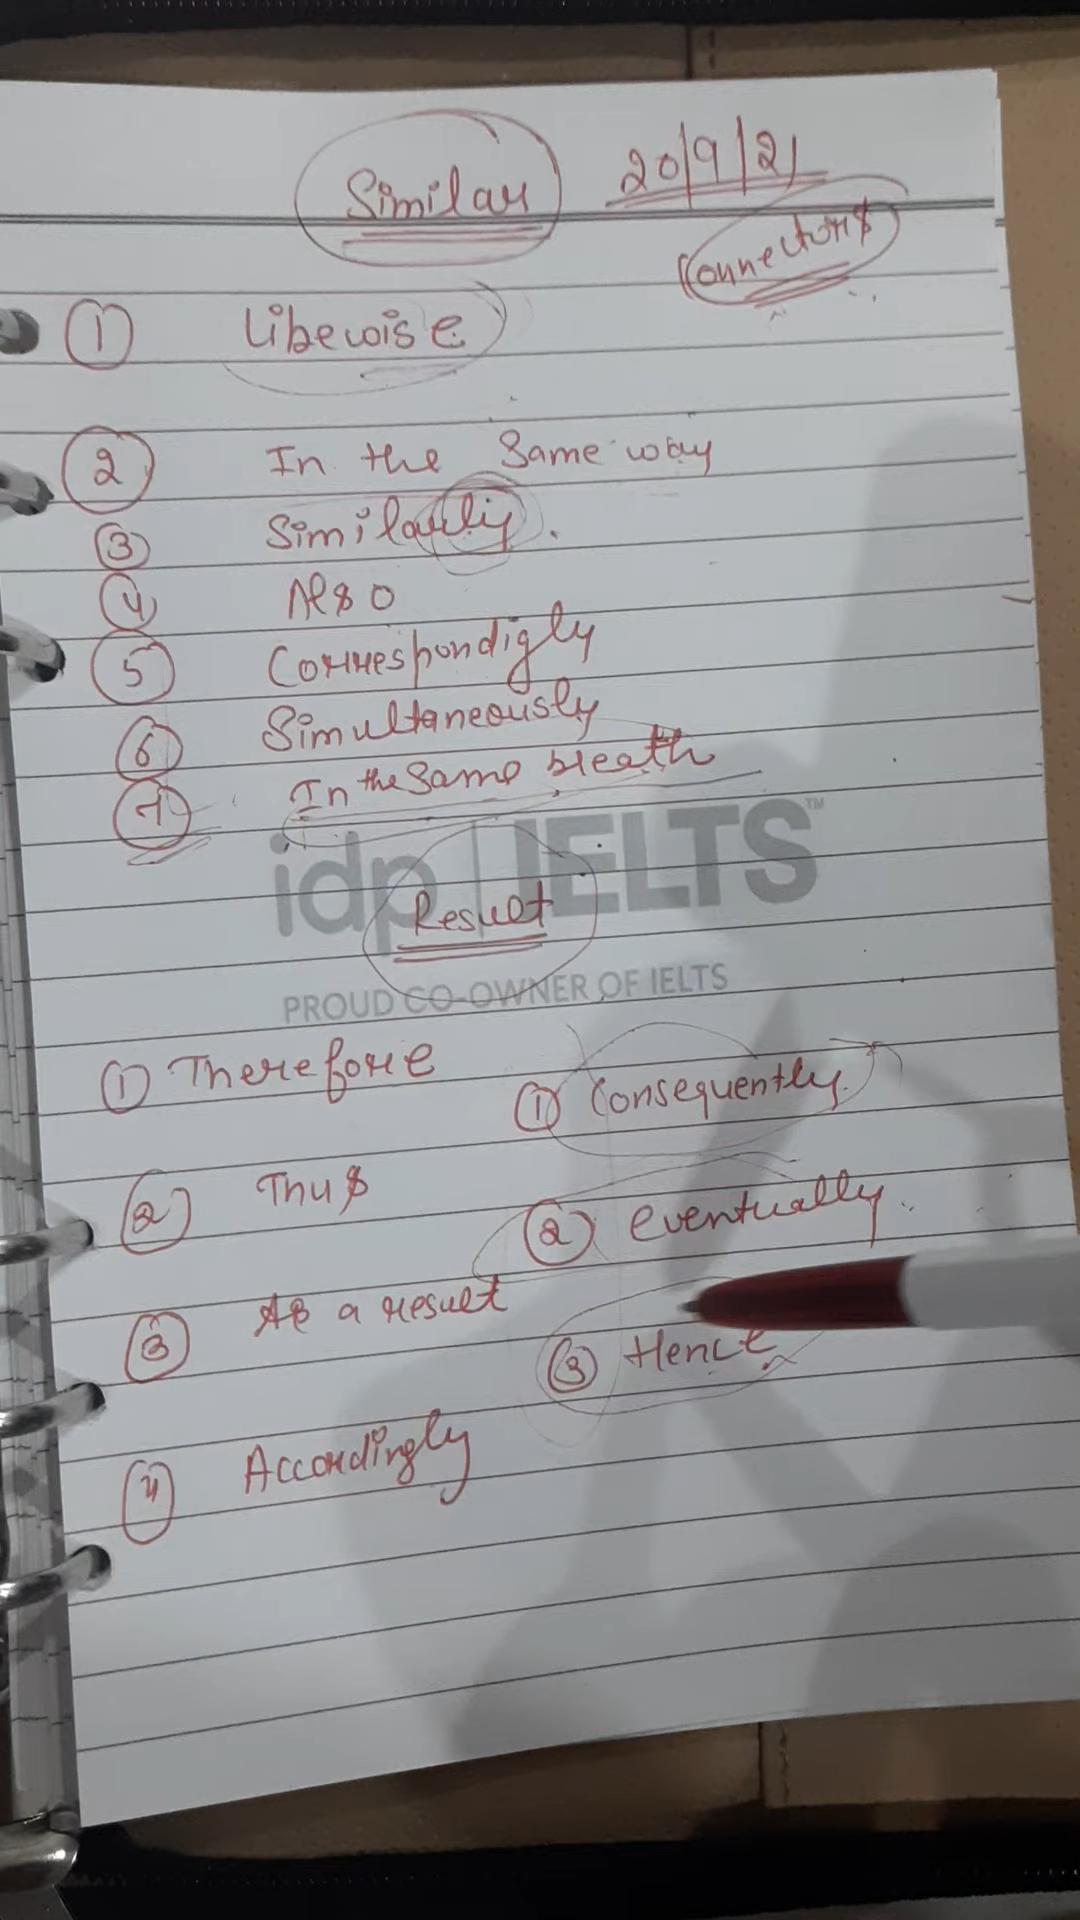 Similar 20/9/21
Connectors
① Likewise
② In the same way
③ Similarly.
④ Also
⑤ Correspondigly
⑥ Simultaneously
⑦ In the same breath
idp IELTS™
Result
PROUD CO-OWNER OF IELTS
① Therefore ① Consequently
② Thus ② eventually
③ As a result ③ Hence
④ Accordingly